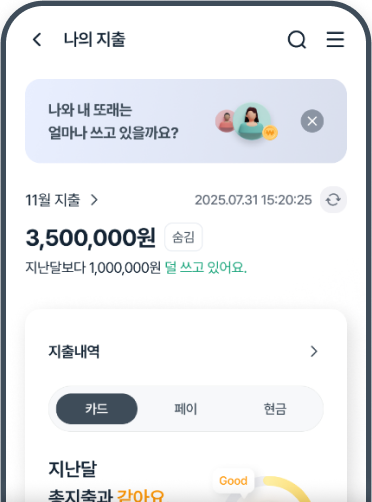 나의 지출
나와 내 또래는
얼마나 쓰고 있을까요?
11월 지출
2025.07.31 15:20:25
3,500,000원 숨김
지난달보다 1,000,000원 덜 쓰고 있어요.
지출내역
카드 페이 현금
지난달
총지출과 같아요
Good